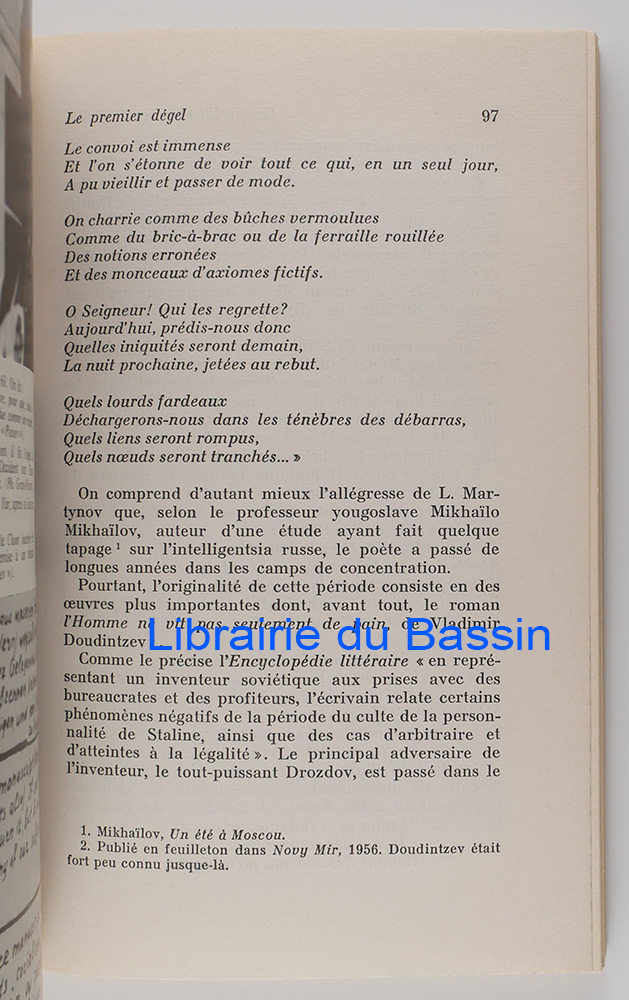 Le premier dégel 97
Le convoi est immense
Et l'on s'étonne de voir tout ce qui, en un seul jour,
A pu vieillir et passer de mode.
On charrie comme des bûches vermoulues
Comme du bric-à-brac ou de la ferraille rouillée
Des notions erronées
Et des monceaux d'axiomes fictifs.
O Seigneur! Qui les regrette?
Aujourd'hui, prédis-nous donc
Quelles iniquités seront demain,
La nuit prochaine, jetées au rebut.
Quels lourds fardeaux
Déchargerons-nous dans les ténèbres des débarras,
Quels liens seront rompus,
Quels nœuds seront tranchés... »
On comprend d'autant mieux l'allégresse de L. Mar-
tynov que, selon le professeur yougoslave Mikhaïlo
Mikhaïlov, auteur d'une étude ayant fait quelque
tapage 1 sur l'intelligentsia russe, le poète a passé de
longues années dans les camps de concentration.
Pourtant, l'originalité de cette période consiste en des
œuvres plus importantes dont, avant tout, le roman
l'Homme ne vit pas seulement de pain, de Vladimir
Doudintzev
Librairie du Bassin
Comme le précise l'Encyclopédie littéraire « en repré-
sentant un inventeur soviétique aux prises avec des
bureaucrates et des profiteurs, l'écrivain relate certains
phénomènes négatifs de la période du culte de la person-
nalité de Staline, ainsi que des cas d'arbitraire et
d'atteintes à la légalité ». Le principal adversaire de
l'inventeur, le tout-puissant Drozdov, est passé dans le
1. Mikhaïlov, Un été à Moscou.
2. Publié en feuilleton dans Novy Mir, 1956. Doudintzev était
fort peu connu jusque-là.